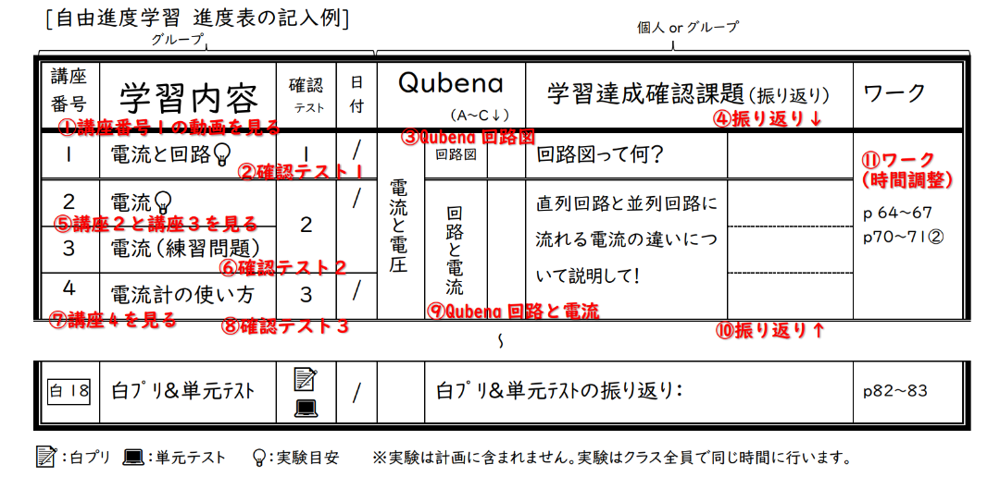 [自由進度学習 進度表の記入例]
グループ
個人 or グループ
講座
番号
学習内容
確認
テスト
日
付
Qubena
(A~C↓)
学習達成確認課題(振り返り)
ワーク
①講座番号1の動画を見る
③Qubena 回路図
④振り返り↓
1
電流と回路
1
/
回路図
回路図って何?
②確認テスト1
⑪ワーク
(時間調整)
2
電流
/
⑤講座2と講座3を見る
2
3
電流(練習問題)
⑥確認テスト2
電流と電圧
回路と電流
直列回路と並列回路に
流れる電流の違いにつ
いて説明して!
p 64~67
p70~71②
4
電流計の使い方
3
/
⑦講座4を見る
⑧確認テスト3
⑨Qubena 回路と電流
⑩振り返り↑
~
白18
白プリ&単元テスト
/
白プリ&単元テストの振り返り:
p82~83
:白プリ
:単元テスト
:実験目安
※実験は計画に含まれません。実験はクラス全員で同じ時間に行います。